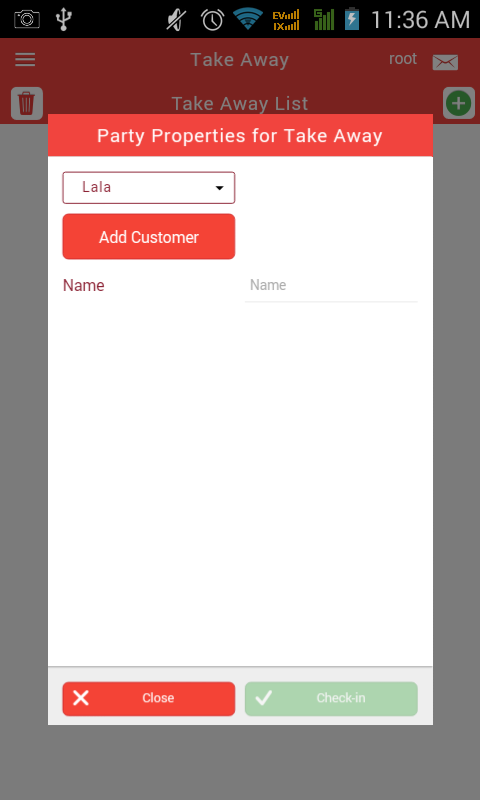 EV IX G 11:36 AM
Take Away root
Take Away List
Party Properties for Take Away
Lala
Add Customer
Name Name
Close Check-in